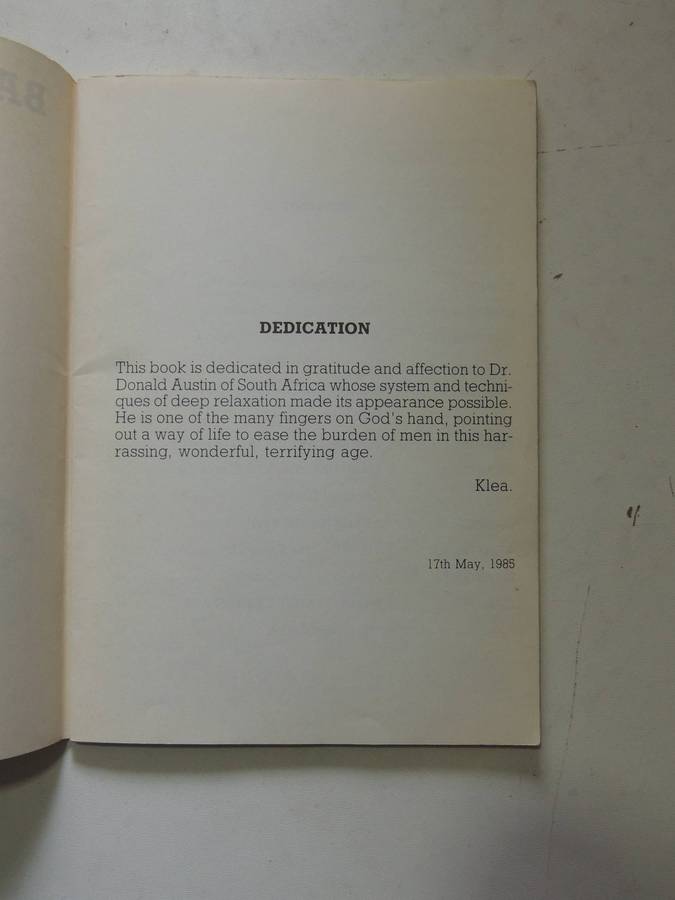 DEDICATION
This book is dedicated in gratitude and affection to Dr.
Donald Austin of South Africa whose system and techni-
ques of deep relaxation made its appearance possible.
He is one of the many fingers on God's hand, pointing
out a way of life to ease the burden of men in this har-
rassing, wonderful, terrifying age.
Klea.
17th May, 1985